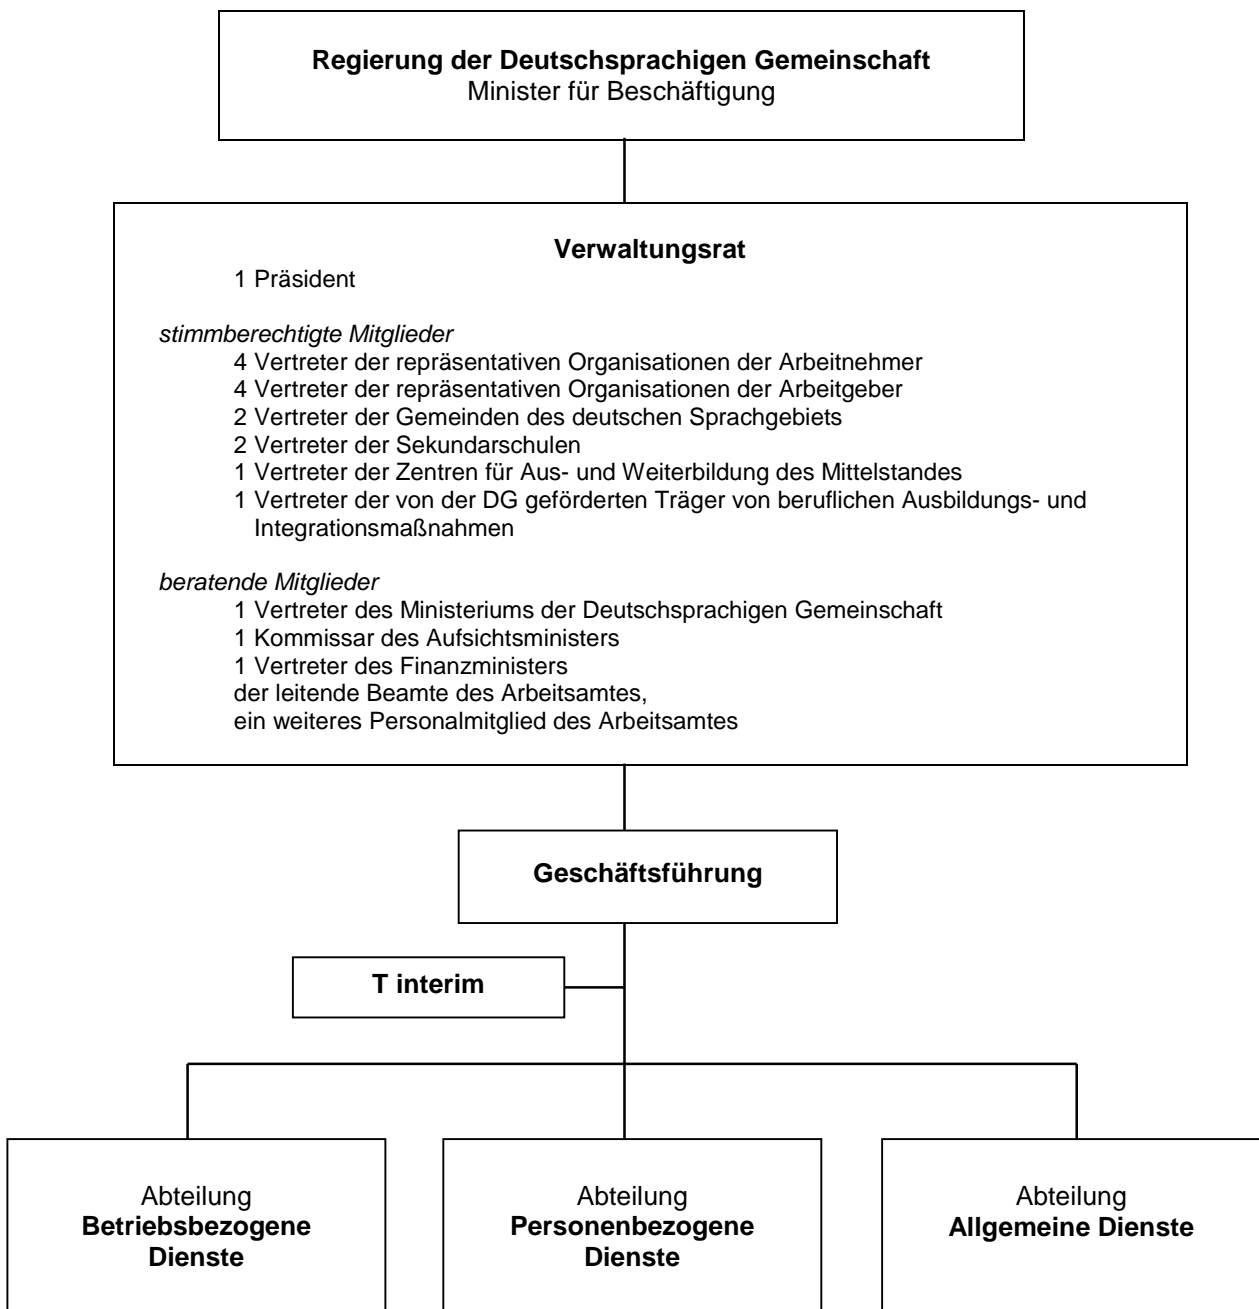 Regierung der Deutschsprachigen Gemeinschaft
Minister für Beschäftigung
Verwaltungsrat
1 Präsident
stimmberechtigte Mitglieder
4 Vertreter der repräsentativen Organisationen der Arbeitnehmer
4 Vertreter der repräsentativen Organisationen der Arbeitgeber
2 Vertreter der Gemeinden des deutschen Sprachgebiets
2 Vertreter der Sekundarschulen
1 Vertreter der Zentren für Aus- und Weiterbildung des Mittelstandes
1 Vertreter der von der DG geförderten Träger von beruflichen Ausbildungs- und
Integrationsmaßnahmen
beratende Mitglieder
1 Vertreter des Ministeriums der Deutschsprachigen Gemeinschaft
1 Kommissar des Aufsichtsministers
1 Vertreter des Finanzministers
der leitende Beamte des Arbeitsamtes,
ein weiteres Personalmitglied des Arbeitsamtes
Geschäftsführung
T interim
Abteilung
Betriebsbezogene
Dienste
Abteilung
Personenbezogene
Dienste
Abteilung
Allgemeine Dienste